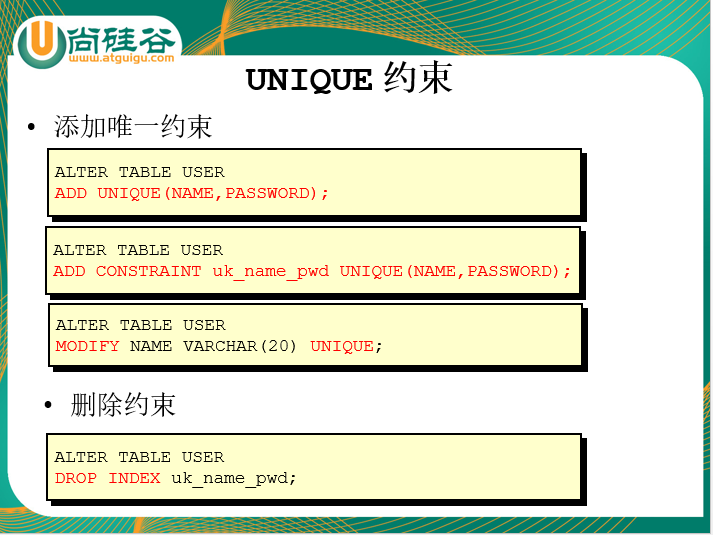 尚硅谷
www.atguigu.com
UNIQUE 约束
• 添加唯一约束
ALTER TABLE USER
ADD UNIQUE(NAME,PASSWORD);
ALTER TABLE USER
ADD CONSTRAINT uk_name_pwd UNIQUE(NAME,PASSWORD);
ALTER TABLE USER
MODIFY NAME VARCHAR(20) UNIQUE;
• 删除约束
ALTER TABLE USER
DROP INDEX uk_name_pwd;